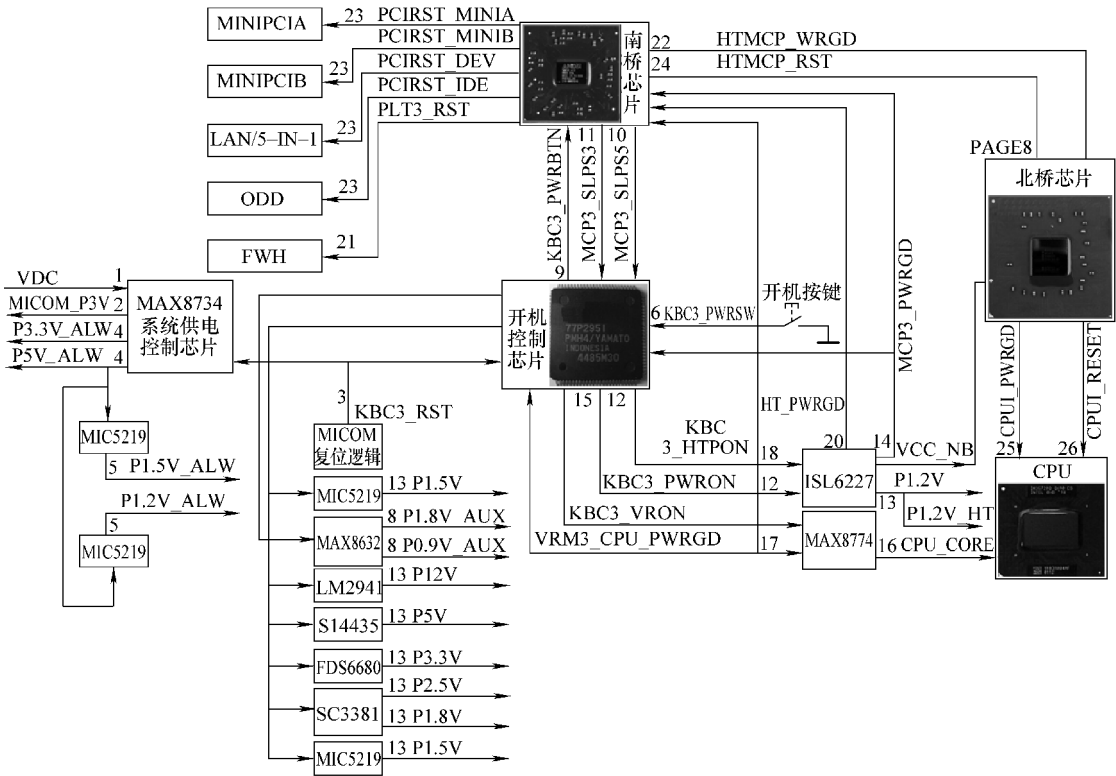 MINIPCIA
23 PCIRST_MINIA
PCIRST_MINIB
MINIPCIB
23
PCIRST_DEV
PCIRST_IDE
PLT3_RST
LAN/5-IN-1
23
ODD
23
FWH
21
南桥芯片
22 HTMCP_WRGD
24 HTMCP_RST
KBC3_PWRBTN
9
11
MCP3_SLPS3
10
MCP3_SLPS5
PAGE8
北桥芯片
VDC 1
MICOM_P3V 2
P3.3V_ALW 4
P5V_ALW 4
MAX8734
系统供电
控制芯片
开机控制芯片
77P2951
PMH4/YAMATO
INDONESIA
6 KBC3_PWRSW
开机按键
MCP3_PWRGD
CPU1_PWRGD
CPU1_RESET
3
KBC3_RST
MICOM
复位逻辑
MIC5219
5 P1.5V_ALW
P1.2V_ALW
5
MIC5219
15 12
HT_PWRGD
KBC
3_HTPON 18
KBC3_PWRON 12
KBC3_VRON
VRM3_CPU_PWRGD 17
20 14
ISL6227
13
VCC_NB
P1.2V
P1.2V_HT
MAX8774
16 CPU_CORE
25 26
CPU
MIC5219
13 P1.5V
MAX8632
8 P1.8V_AUX
8 P0.9V_AUX
LM2941
13 P12V
S14435
13 P5V
FDS6680
13 P3.3V
SC3381
13 P2.5V
13 P1.8V
MIC5219
13 P1.5V